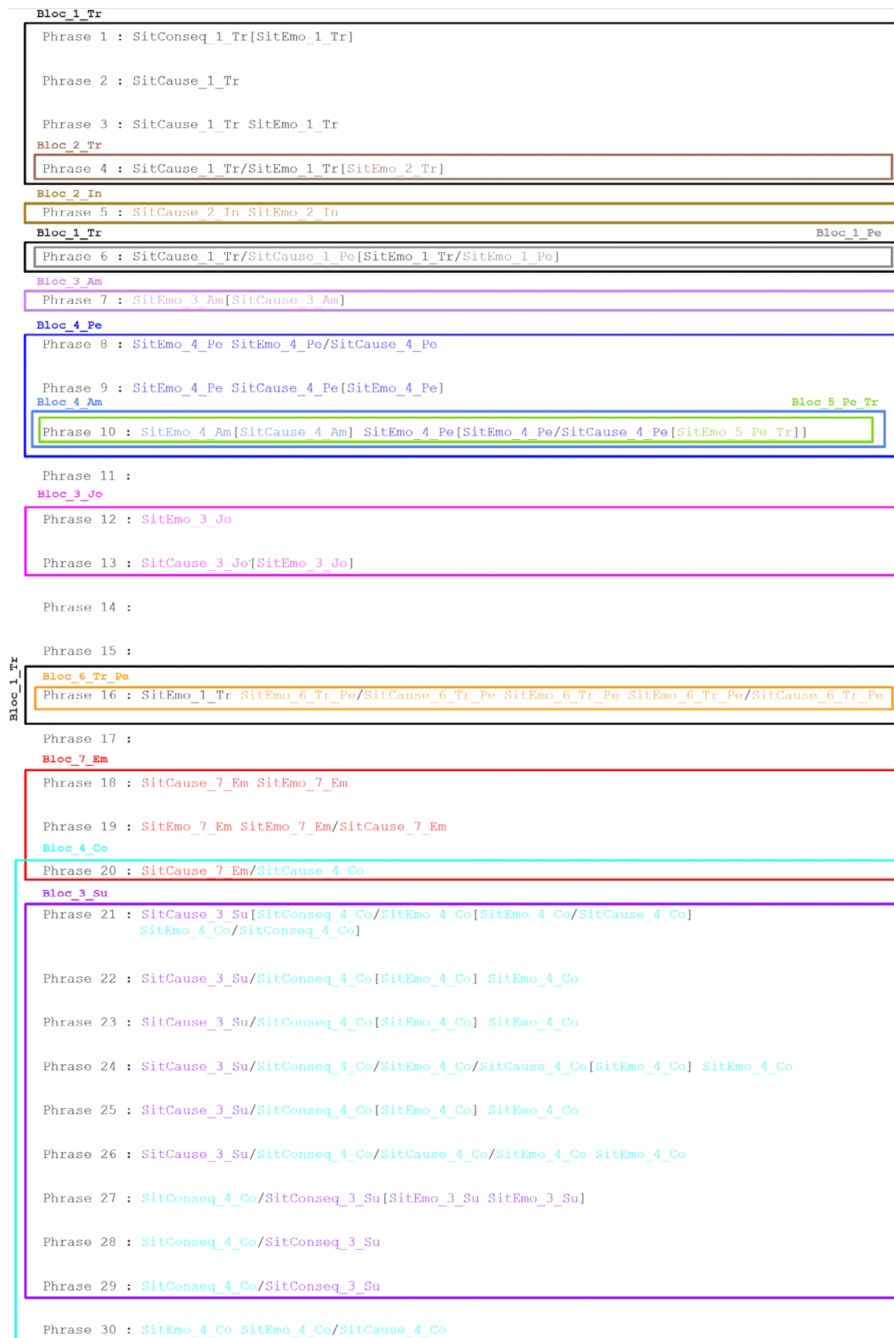 Bloc_1_Tr
Phrase 1 : SitConseq_1_Tr[SitEmo_1_Tr]
Phrase 2 : SitCause_1_Tr
Phrase 3 : SitCause_1_Tr SitEmo_1_Tr
Bloc_2_Tr
Phrase 4 : SitCause_1_Tr/SitEmo_1_Tr[SitEmo_2_Tr]
Bloc_2_In
Phrase 5 : SitCause_2_In SitEmo_2_In
Bloc_1_Tr Bloc_1_Pe
Phrase 6 : SitCause_1_Tr/SitCause_1_Pe[SitEmo_1_Tr/SitEmo_1_Pe]
Bloc_3_Am
Phrase 7 : SitEmo_3_Am[SitCause_3_Am]
Bloc_4_Pe
Phrase 8 : SitEmo_4_Pe SitEmo_4_Pe/SitCause_4_Pe
Phrase 9 : SitEmo_4_Pe SitCause_4_Pe[SitEmo_4_Pe]
Bloc_4_Am Bloc_5_Pe_Tr
Phrase 10 : SitEmo_4_Am[SitCause_4_Am] SitEmo_4_Pe[SitEmo_4_Pe/SitCause_4_Pe[SitEmo_5_Pe_Tr]]
Phrase 11 :
Bloc_3_Jo
Phrase 12 : SitEmo_3_Jo
Phrase 13 : SitCause_3_Jo[SitEmo_3_Jo]
Phrase 14 :
Phrase 15 :
Bloc_1_Tr
Bloc_6_Tr_Pe
Phrase 16 : SitEmo_1_Tr SitEmo_6_Tr_Pe/SitCause_6_Tr_Pe SitEmo_6_Tr_Pe SitEmo_6_Tr_Pe/SitCause_6_Tr_Pe
Phrase 17 :
Bloc_7_Em
Phrase 18 : SitCause_7_Em SitEmo_7_Em
Phrase 19 : SitEmo_7_Em SitEmo_7_Em/SitCause_7_Em
Bloc_4_Co
Phrase 20 : SitCause_7_Em/SitCause_4_Co
Bloc_3_Su
Phrase 21 : SitCause_3_Su[SitConseq_4_Co/SitEmo_4_Co[SitEmo_4_Co/SitCause_4_Co]
SitEmo_4_Co/SitConseq_4_Co]
Phrase 22 : SitCause_3_Su/SitConseq_4_Co[SitEmo_4_Co] SitEmo_4_Co
Phrase 23 : SitCause_3_Su/SitConseq_4_Co[SitEmo_4_Co] SitEmo_4_Co
Phrase 24 : SitCause_3_Su/SitConseq_4_Co/SitEmo_4_Co/SitCause_4_Co[SitEmo_4_Co] SitEmo_4_Co
Phrase 25 : SitCause_3_Su/SitConseq_4_Co[SitEmo_4_Co] SitEmo_4_Co
Phrase 26 : SitCause_3_Su/SitConseq_4_Co/SitCause_4_Co/SitEmo_4_Co SitEmo_4_Co
Phrase 27 : SitConseq_4_Co/SitConseq_3_Su[SitEmo_3_Su SitEmo_3_Su]
Phrase 28 : SitConseq_4_Co/SitConseq_3_Su
Phrase 29 : SitConseq_4_Co/SitConseq_3_Su
Phrase 30 : SitEmo_4_Co SitEmo_4_Co/SitCause_4_Co